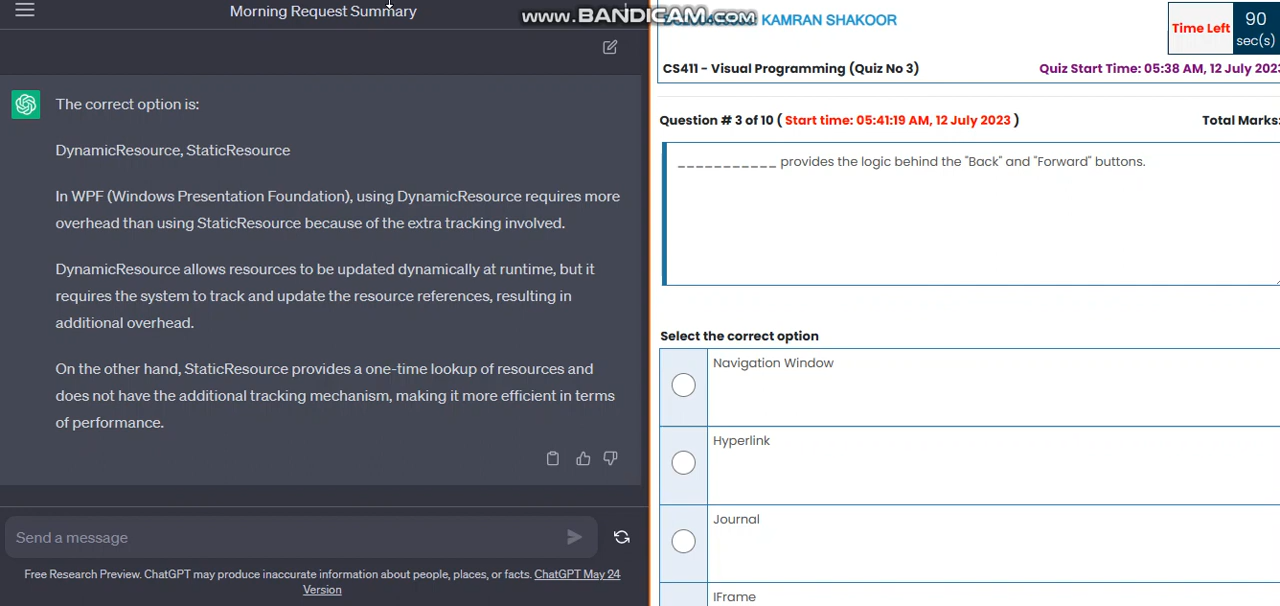 Morning Request Summary
The correct option is:
DynamicResource, StaticResource
In WPF (Windows Presentation Foundation), using DynamicResource requires more
overhead than using StaticResource because of the extra tracking involved.
DynamicResource allows resources to be updated dynamically at runtime, but it
requires the system to track and update the resource references, resulting in
additional overhead.
On the other hand, StaticResource provides a one-time lookup of resources and
does not have the additional tracking mechanism, making it more efficient in terms
of performance.
Send a message
Free Research Preview. ChatGPT may produce inaccurate information about people, places, or facts. ChatGPT May 24
Version
www.BANDICAM.com
KAMRAN SHAKOOR
Time Left
90
sec(s)
CS411 - Visual Programming (Quiz No 3)
Quiz Start Time: 05:38 AM, 12 July 2023
Question # 3 of 10 ( Start time: 05:41:19 AM, 12 July 2023 )
Total Marks:
___________ provides the logic behind the "Back" and "Forward" buttons.
Select the correct option
Navigation Window
Hyperlink
Journal
IFrame